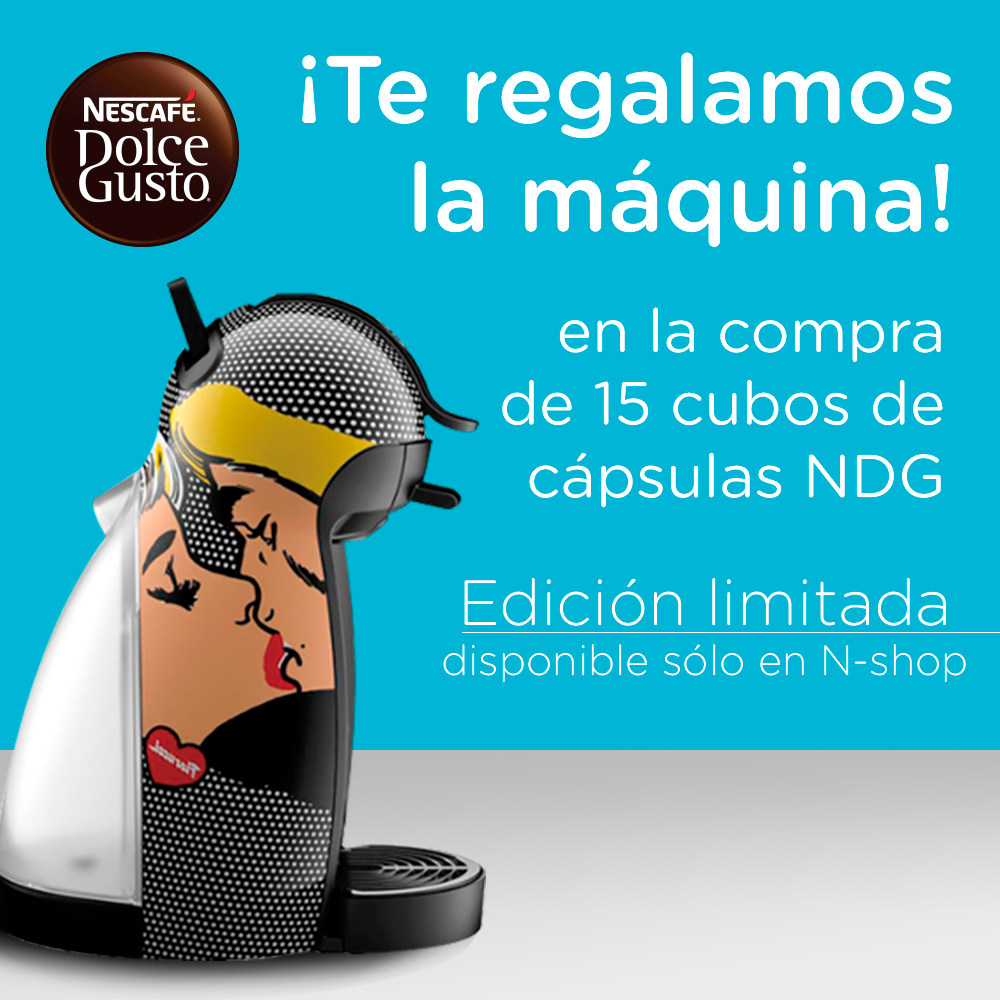 NESCAFÉ
Dolce
Gusto
¡Te regalamos
la máquina!
en la compra
de 15 cubos de
cápsulas NDG
Edición limitada
disponible sólo en N-shop
Fiorucci